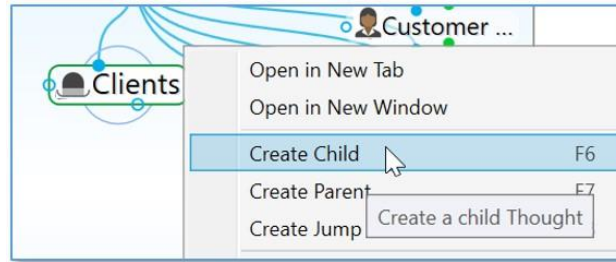 Customer ...
Clients
Open in New Tab
Open in New Window
Create Child F6
Create Parent F7
Create a child Thought
Create Jump